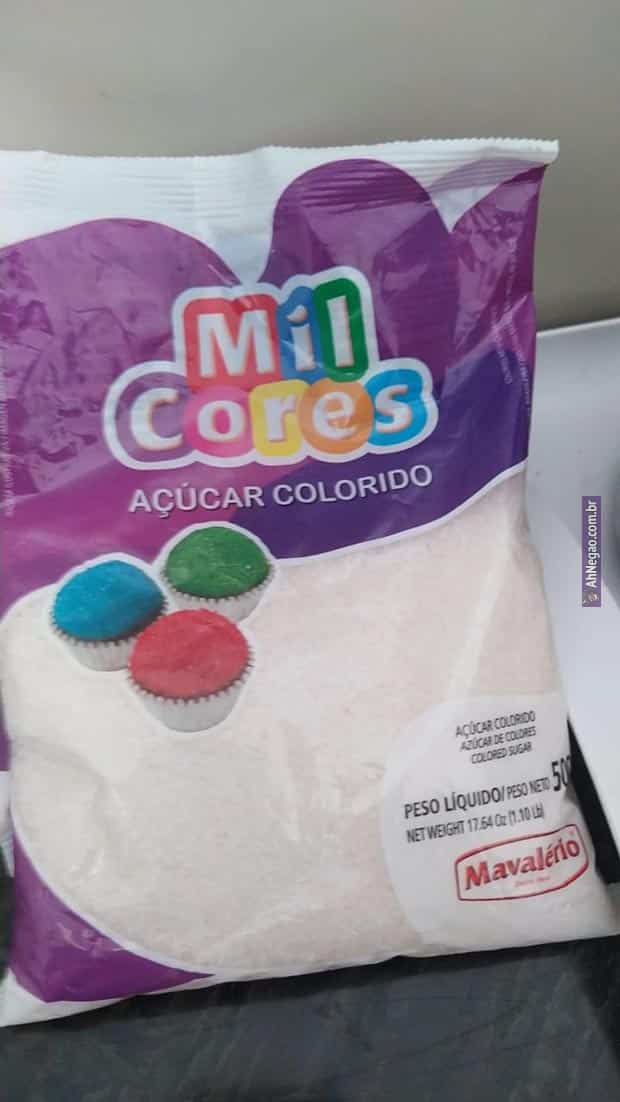 Mil
Cores
AÇÚCAR COLORIDO
AhNegao.com.br
AÇÚCAR COLORIDO
AZÚCAR DE COLORES
COLORED SUGAR
PESO LÍQUIDO/PESO NETO
NET WEIGHT 17.64 Oz (1.10 Lb)
Mavalério